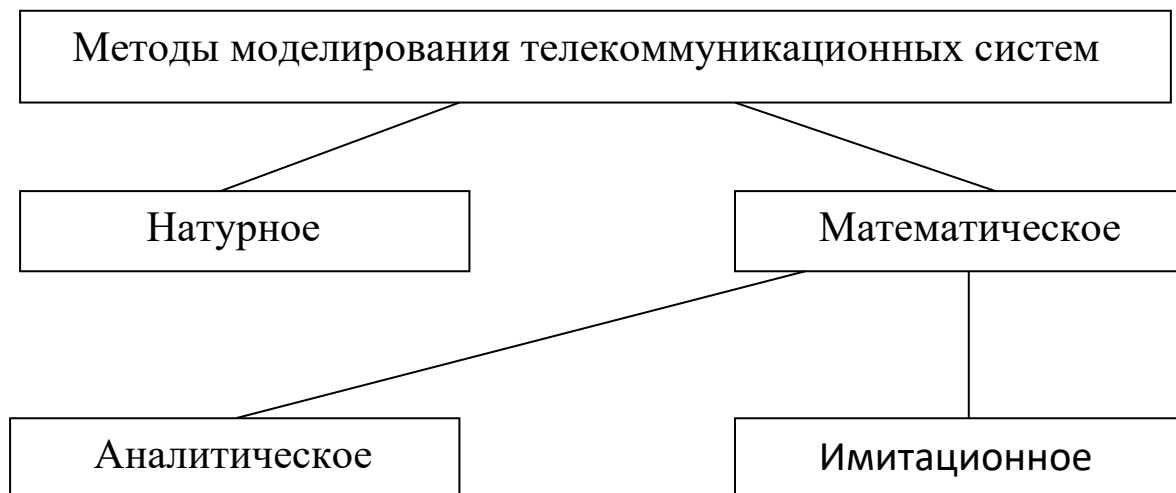 Методы моделирования телекоммуникационных систем
Натурное
Математическое
Аналитическое
Имитационное